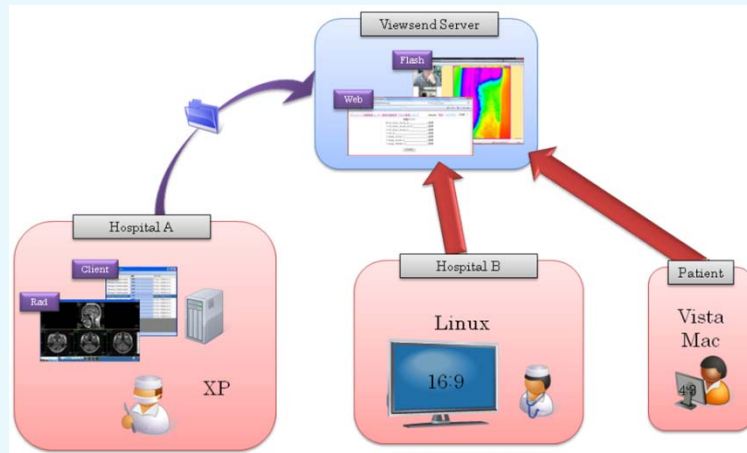 Viewsend Server
Flash
Web
Hospital A
Client
Rad
XP
Hospital B
Linux
16:9
Patient
Vista
Mac